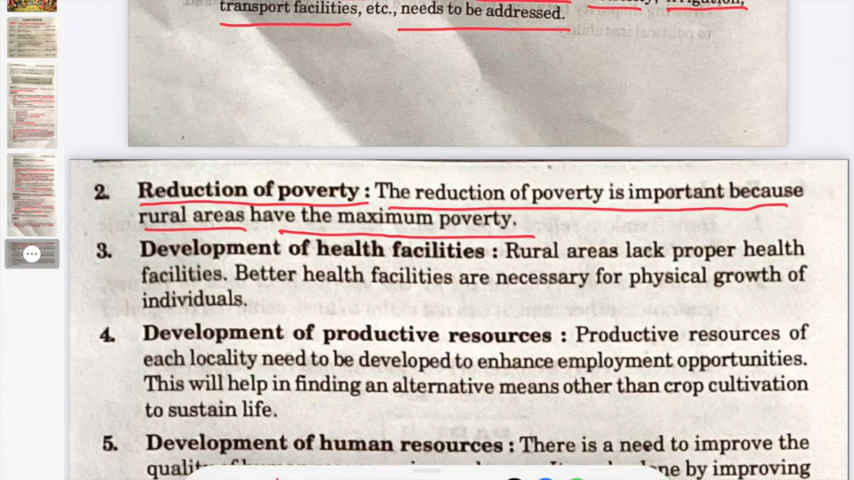 transport facilities, etc., needs to be addressed.
2. Reduction of poverty : The reduction of poverty is important because
rural areas have the maximum poverty.
3. Development of health facilities : Rural areas lack proper health
facilities. Better health facilities are necessary for physical growth of
individuals.
4. Development of productive resources : Productive resources of
each locality need to be developed to enhance employment opportunities.
This will help in finding an alternative means other than crop cultivation
to sustain life.
5. Development of human resources : There is a need to improve the
by improving